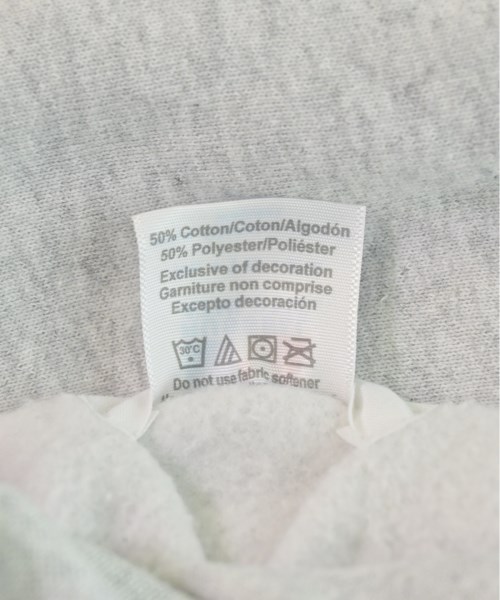 50% Cotton/Coton/Algodón
50% Polyester/Poliéster
Exclusive of decoration
Garniture non comprise
Excepto decoración
30°C
Do not use fabric softener